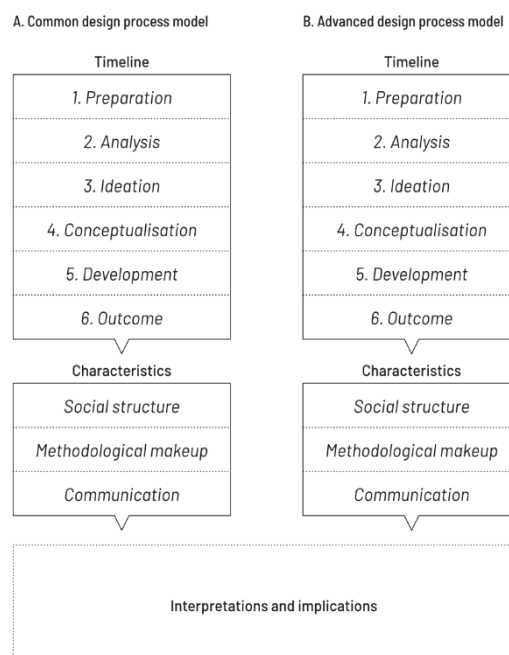 A. Common design process model
Timeline
1. Preparation
2. Analysis
3. Ideation
4. Conceptualisation
5. Development
6. Outcome
Characteristics
Social structure
Methodological makeup
Communication
B. Advanced design process model
Timeline
1. Preparation
2. Analysis
3. Ideation
4. Conceptualisation
5. Development
6. Outcome
Characteristics
Social structure
Methodological makeup
Communication
Interpretations and implications